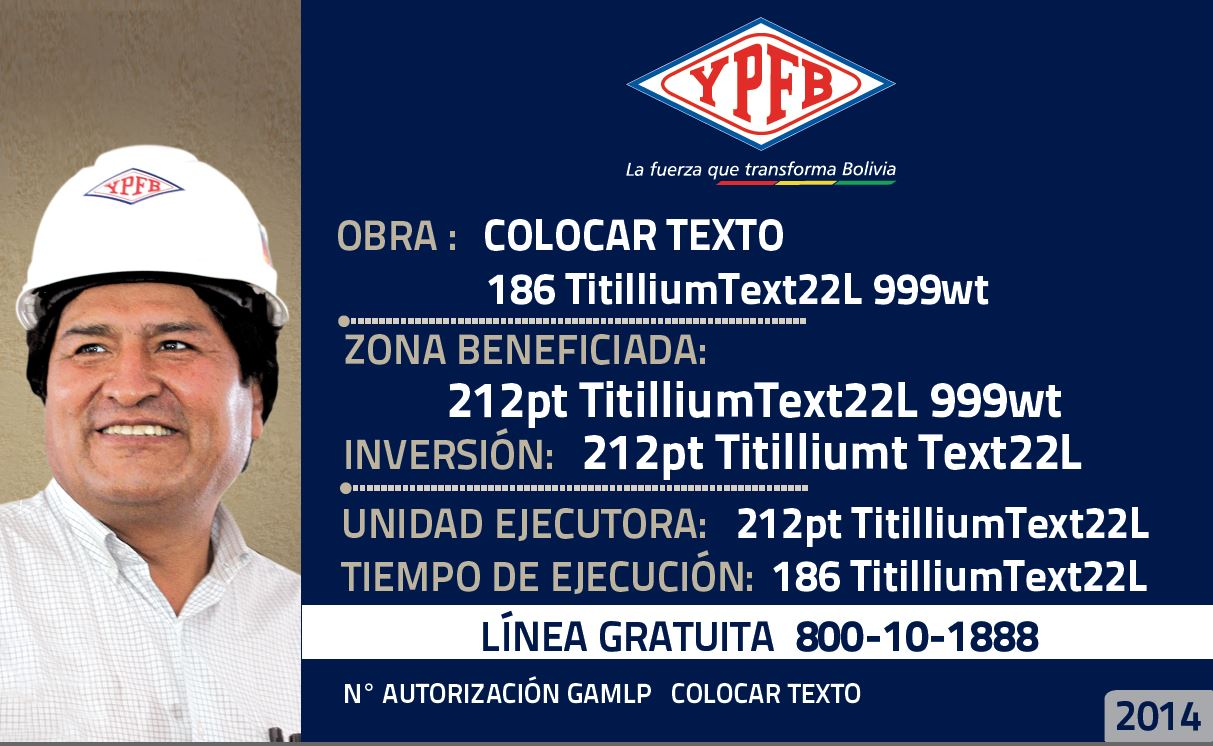 YPFB
YPFB
La fuerza que transforma Bolivia
OBRA : COLOCAR TEXTO
186 TitilliumText22L 999wt
ZONA BENEFICIADA:
212pt TitilliumText22L 999wt
INVERSIÓN: 212pt Titilliumt Text22L
UNIDAD EJECUTORA: 212pt TitilliumText22L
TIEMPO DE EJECUCIÓN: 186 TitilliumText22L
LÍNEA GRATUITA 800-10-1888
N° AUTORIZACIÓN GAMLP COLOCAR TEXTO
2014